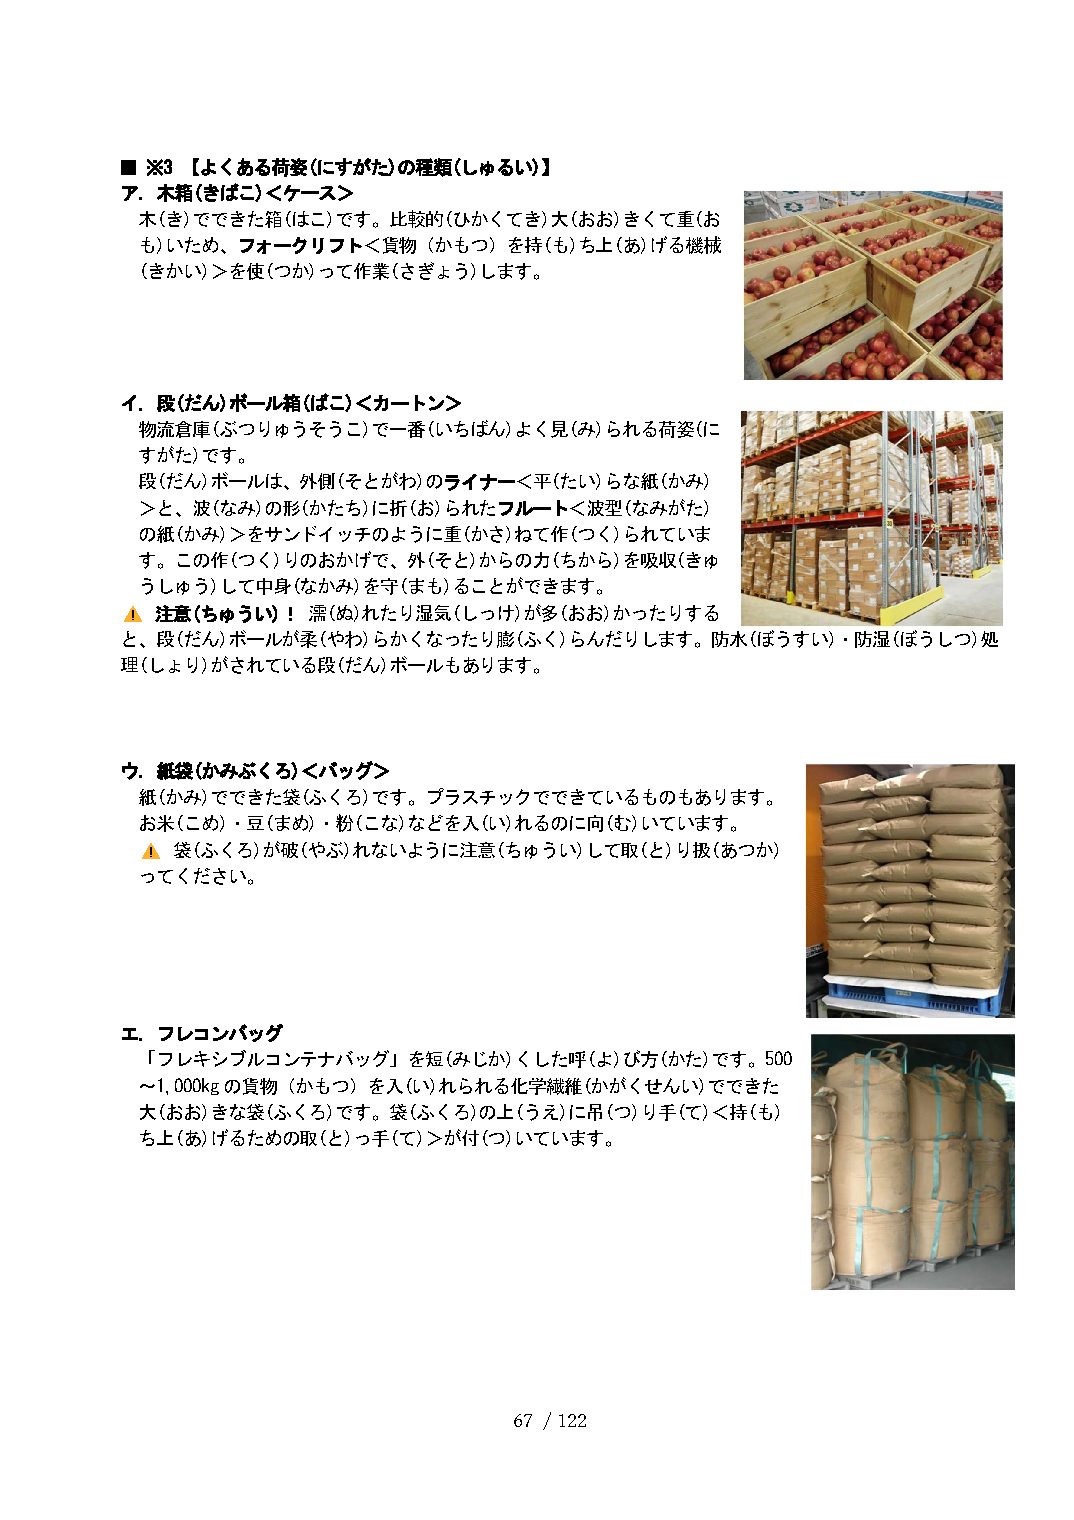 ■ ※3 【よくある荷姿(にすがた)の種類(しゅるい)】
ア. 木箱(きばこ)＜ケース＞
木(き)でできた箱(はこ)です。比較的(ひかくてき)大(おお)きくて重(お
も)いため、フォークリフト＜貨物（かもつ）を持(も)ち上(あ)げる機械
(きかい)＞を使(つか)って作業(さぎょう)します。
イ. 段(だん)ボール箱(ばこ)＜カートン＞
物流倉庫(ぶつりゅうそうこ)で一番(いちばん)よく見(み)られる荷姿(に
すがた)です。
段(だん)ボールは、外側(そとがわ)のライナー＜平(たい)らな紙(かみ)
＞と、波(なみ)の形(かたち)に折(お)られたフルート＜波型(なみがた)
の紙(かみ)＞をサンドイッチのように重(かさ)ねて作(つく)られていま
す。この作(つく)りのおかげで、外(そと)からの力(ちから)を吸収(きゅ
うしゅう)して中身(なかみ)を守(まも)ることができます。
⚠ 注意(ちゅうい)！ 濡(ぬ)れたり湿気(しっけ)が多(おお)かったりする
と、段(だん)ボールが柔(やわ)らかくなったり膨(ふく)らんだりします。防水(ぼうすい)・防湿(ぼうしつ)処
理(しょり)がされている段(だん)ボールもあります。
ウ. 紙袋(かみぶくろ)＜バッグ＞
紙(かみ)でできた袋(ふくろ)です。プラスチックでできているものもあります。
お米(こめ)・豆(まめ)・粉(こな)などを入(い)れるのに向(む)いています。
⚠ 袋(ふくろ)が破(やぶ)れないように注意(ちゅうい)して取(と)り扱(あつか)
ってください。
エ. フレコンバッグ
「フレキシブルコンテナバッグ」を短(みじか)くした呼(よ)び方(かた)です。500
～1,000kgの貨物（かもつ）を入(い)れられる化学繊維(かがくせんい)でできた
大(おお)きな袋(ふくろ)です。袋(ふくろ)の上(うえ)に吊(つ)り手(て)＜持(も)
ち上(あ)げるための取(と)っ手(て)＞が付(つ)いています。
67 / 122